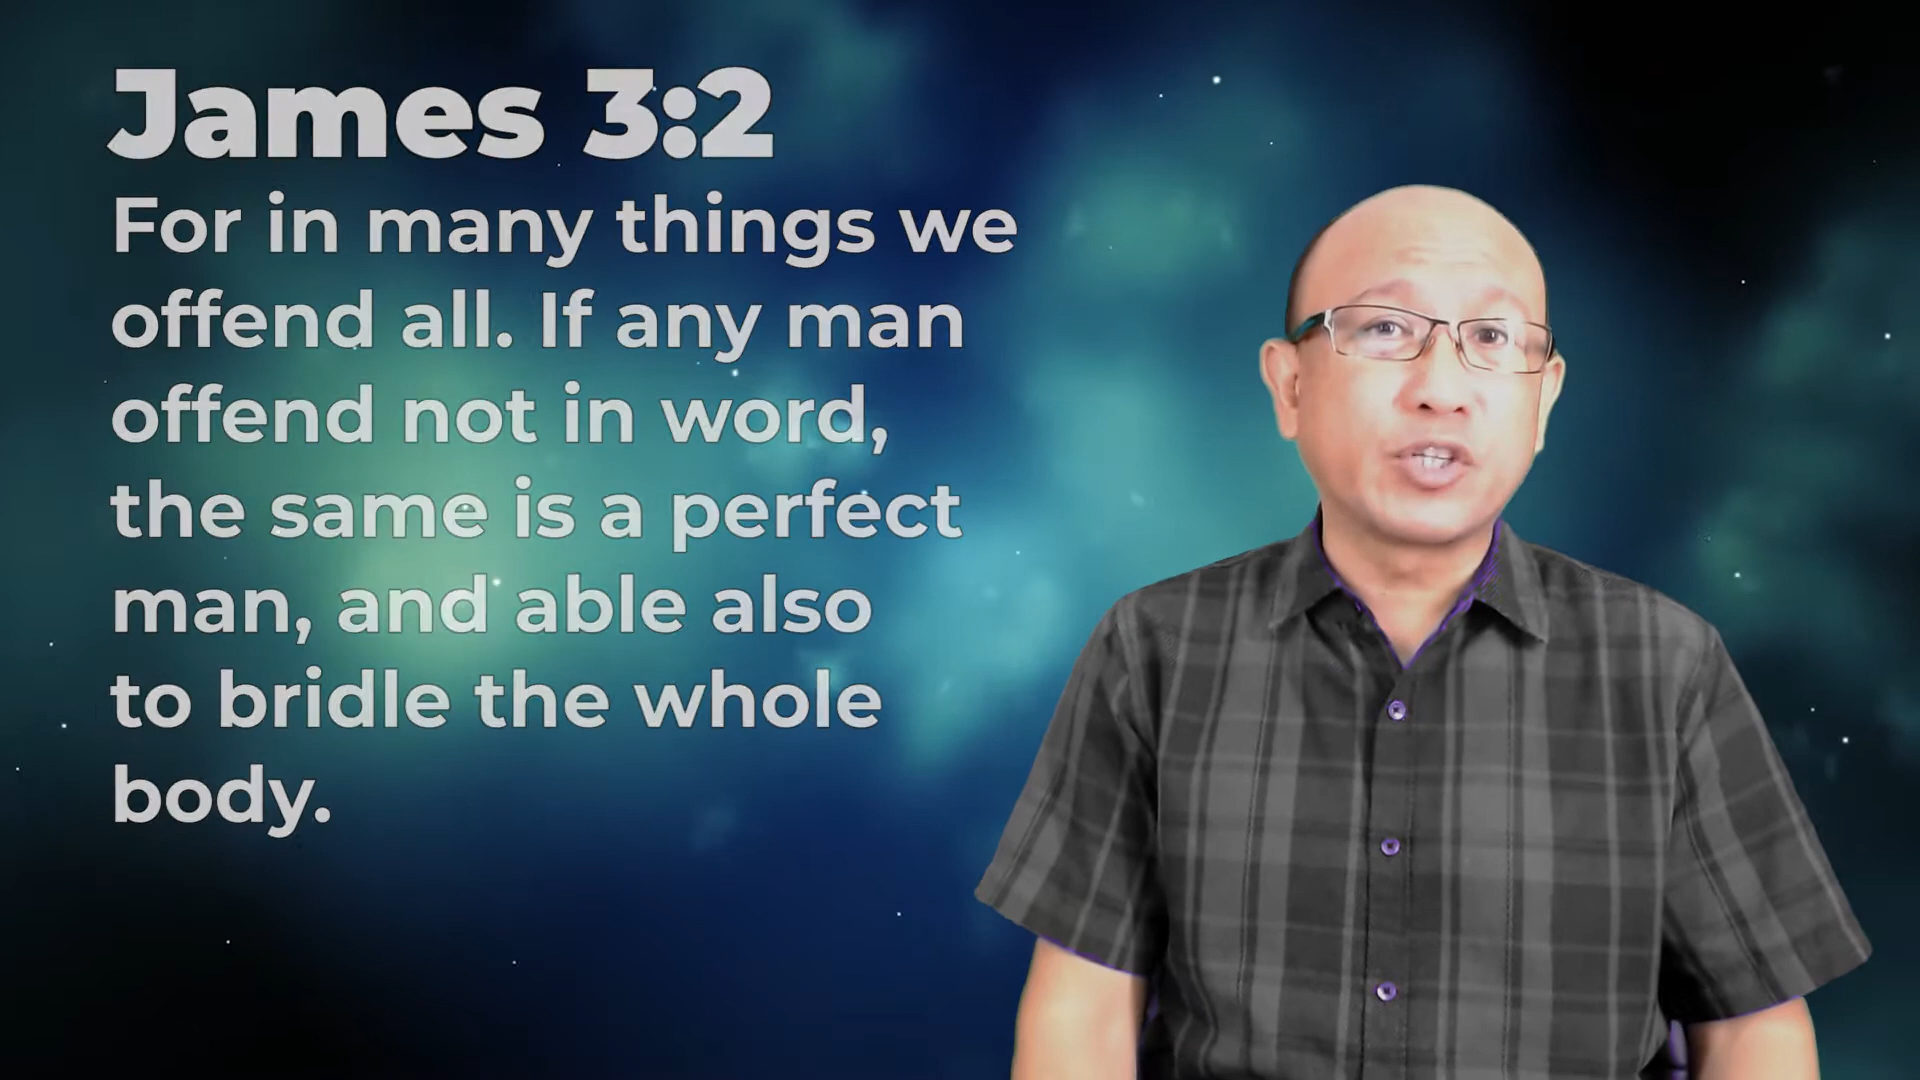 James 3:2
For in many things we
offend all. If any man
offend not in word,
the same is a perfect
man, and able also
to bridle the whole
body.